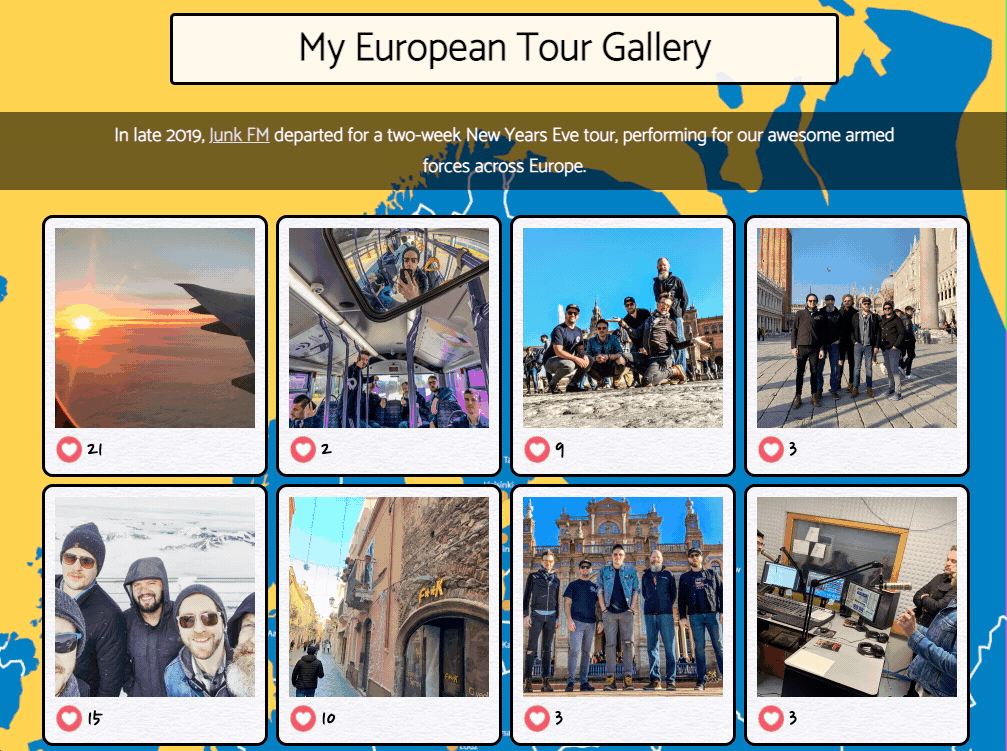 My European Tour Gallery
In late 2019, Junk FM departed for a two-week New Years Eve tour, performing for our awesome armed
forces across Europe.
21
2
9
3
FunK
15
10
3
3